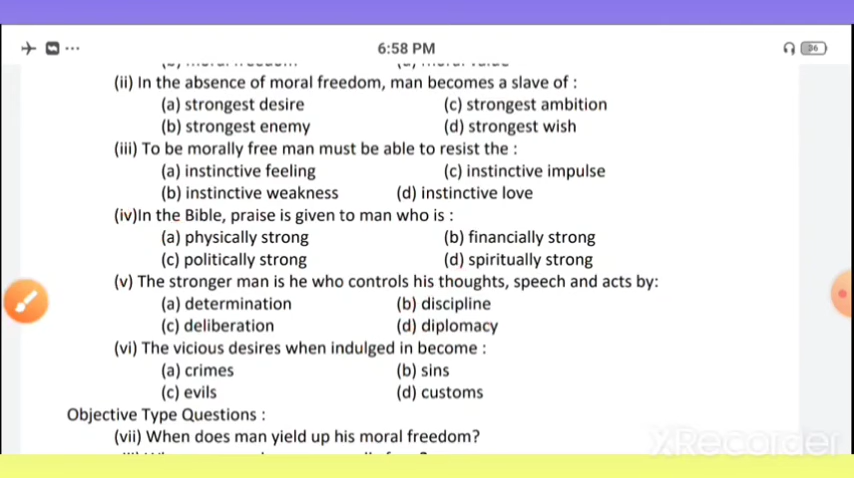 6:58 PM
36
(ii) In the absence of moral freedom, man becomes a slave of :
(a) strongest desire (c) strongest ambition
(b) strongest enemy (d) strongest wish
(iii) To be morally free man must be able to resist the :
(a) instinctive feeling (c) instinctive impulse
(b) instinctive weakness (d) instinctive love
(iv)In the Bible, praise is given to man who is :
(a) physically strong (b) financially strong
(c) politically strong (d) spiritually strong
(v) The stronger man is he who controls his thoughts, speech and acts by:
(a) determination (b) discipline
(c) deliberation (d) diplomacy
(vi) The vicious desires when indulged in become :
(a) crimes (b) sins
(c) evils (d) customs
Objective Type Questions :
(vii) When does man yield up his moral freedom?
XRecorder